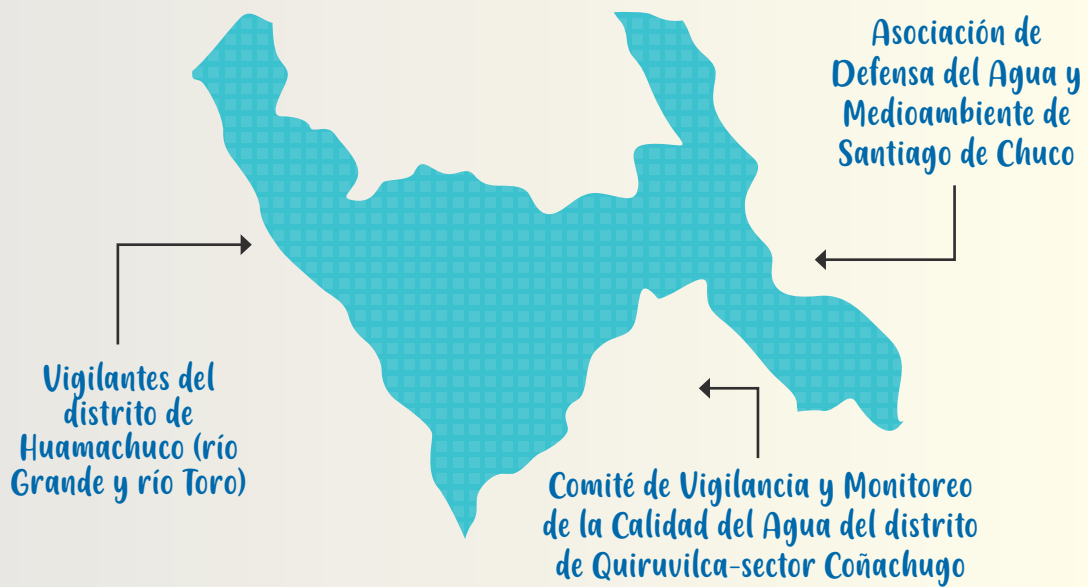 Asociación de
Defensa del Agua y
Medioambiente de
Santiago de Chuco
Vigilantes del
distrito de
Huamachuco (río
Grande y río Toro)
Comité de Vigilancia y Monitoreo
de la Calidad del Agua del distrito
de Quiruvilca-sector Coñachugo